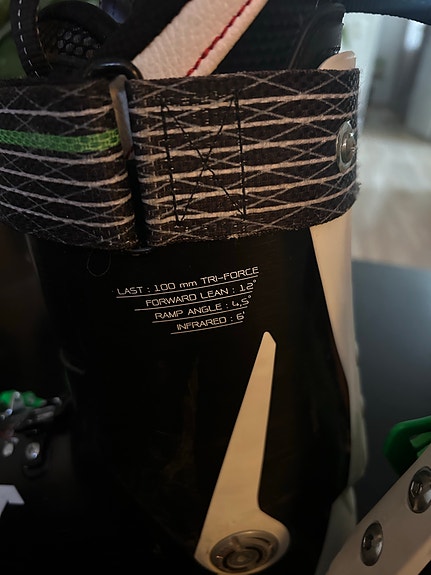 LAST : 100 mm TRI-FORCE
FORWARD LEAN : 12°
RAMP ANGLE : 4,5°
INFRARED : 6°